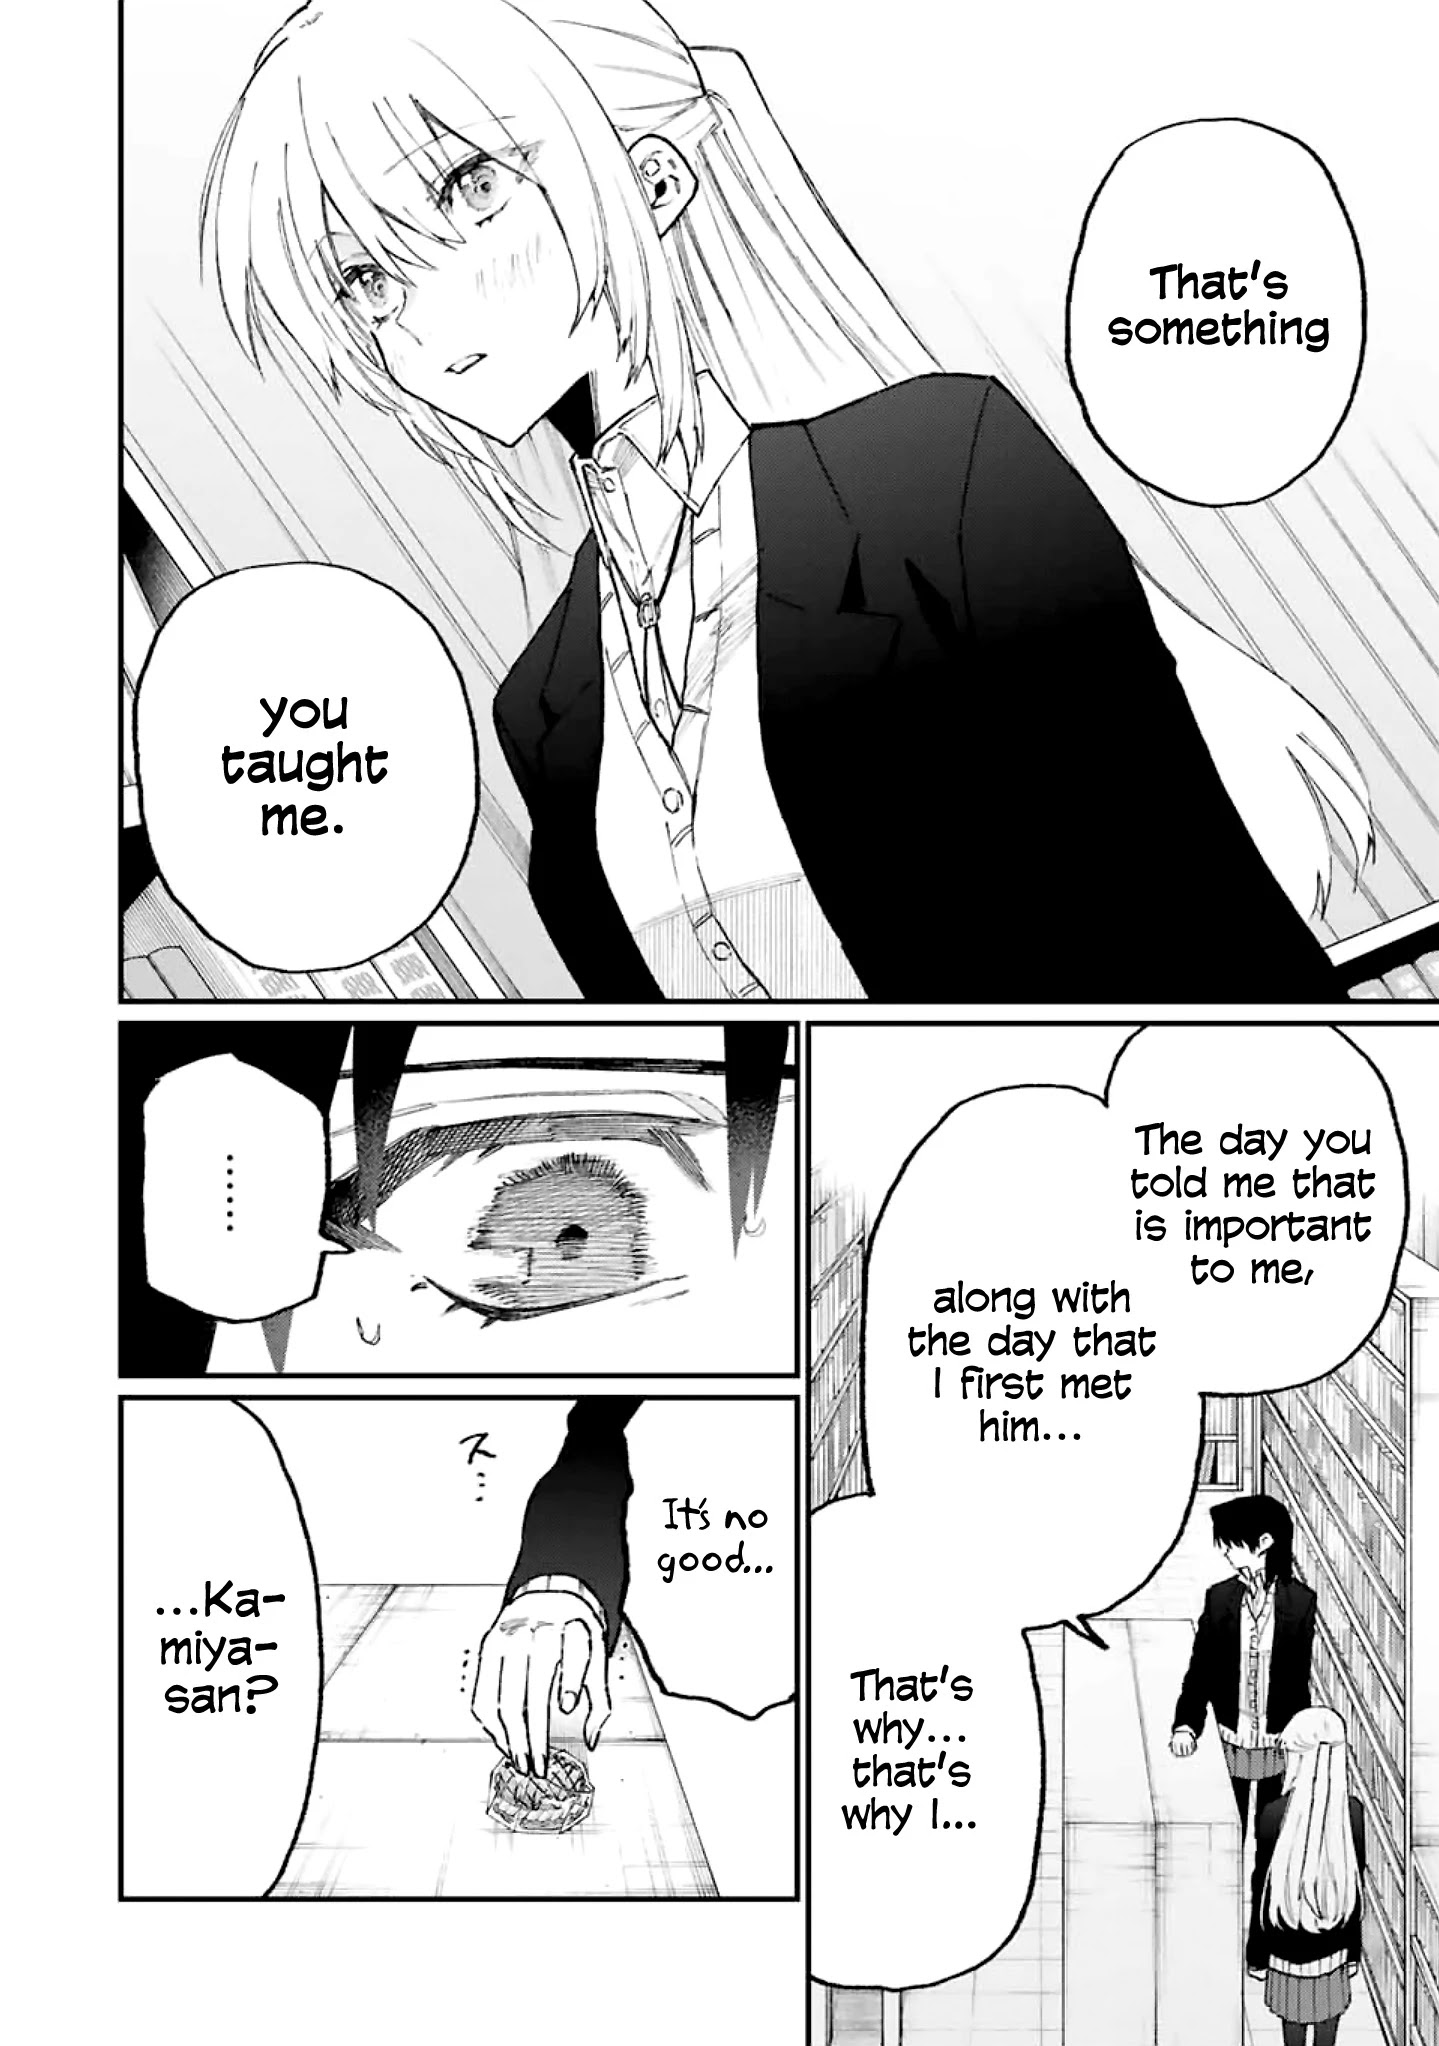 That's
something
you
taught
me.
The day you
told me that
is important
to me,
along with
the day that
I first met
him...
That's
why...
that's
why I...
........
It's no
good...
ス...
...Ka-
miya-
san?